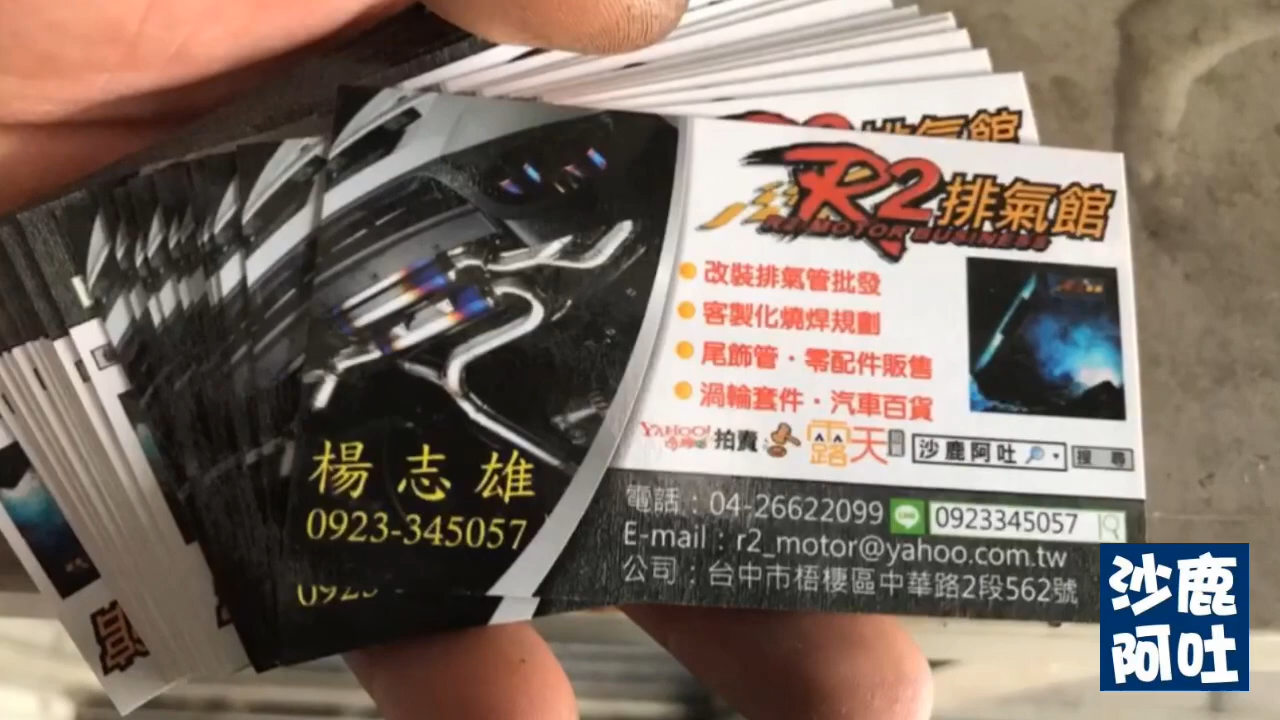 排氣館
R2排氣館
R2 MOTOR BUSINESS
改裝排氣管批發
客製化燒焊規劃
尾飾管・零配件販售
渦輪套件・汽車百貨
YAHOO!奇摩 拍賣 露天 沙鹿阿吐 搜尋
楊志雄
0923-345057
電話：04-26622099 LINE 0923345057
E-mail：r2_motor@yahoo.com.tw
公司：台中市梧棲區中華路2段562號
沙鹿
阿吐